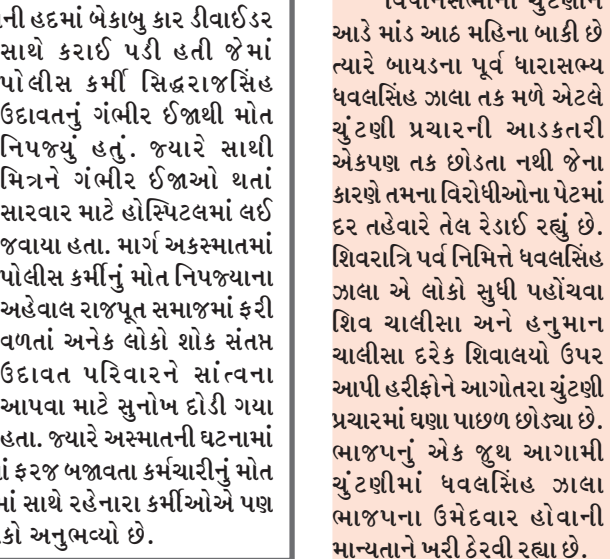 ની હદમાં બેકાબુ કાર ડીવાઈડર
સાથે કરાઈ પડી હતી જેમાં
પોલીસ કર્મી સિદ્ધરાજસિંહ
ઉદાવતનું ગંભીર ઈજાથી મોત
નિપજ્યું હતું. જયારે સાથી
મિત્રને ગંભીર ઈજાઓ થતાં
સારવાર માટે હોસ્પિટલમાં લઈ
જવાયા હતા. માર્ગ અકસ્માતમાં
પોલીસ કર્મીનું મોત નિપજ્યાના
અહેવાલ રાજપૂત સમાજમાં ફરી
વળતાં અનેક લોકો શોક સંતપ્ત
ઉદાવત પરિવારને સાંત્વના
આપવા માટે સુનોખ દોડી ગયા
હતા. જ્યારે અસ્માતની ઘટનામાં
ફરજ બજાવતા કર્મચારીનું મોત
સાથે રહેનારા કર્મીઓએ પણ
અનુભવ્યો છે.
વિધાનસભાની ચુંટણીને
આડે માંડ આઠ મહિના બાકી છે
ત્યારે બાયડના પૂર્વ ધારાસભ્ય
ધવલસિંહ ઝાલા તક મળે એટલે
ચુંટણી પ્રચારની આડકતરી
એકપણ તક છોડતા નથી જેના
કારણે તમના વિરોધીઓના પેટમાં
દર તહેવારે તેલ રેડાઈ રહ્યું છે.
શિવરાત્રિ પર્વ નિમિત્તે ધવલસિંહ
ઝાલા એ લોકો સુધી પહોંચવા
શિવ ચાલીસા અને હનુમાન
ચાલીસા દરેક શિવાલયો ઉપર
આપી હરીફોને આગોતરા ચુંટણી
પ્રચારમાં ઘણા પાછળ છોડ્યા છે.
ભાજપનું એક જુથ આગામી
ચુંટણીમાં ધવલસિંહ ઝાલા
ભાજપના ઉમેદવાર હોવાની
માન્યતાને ખરી ઠેરવી રહ્યા છે.